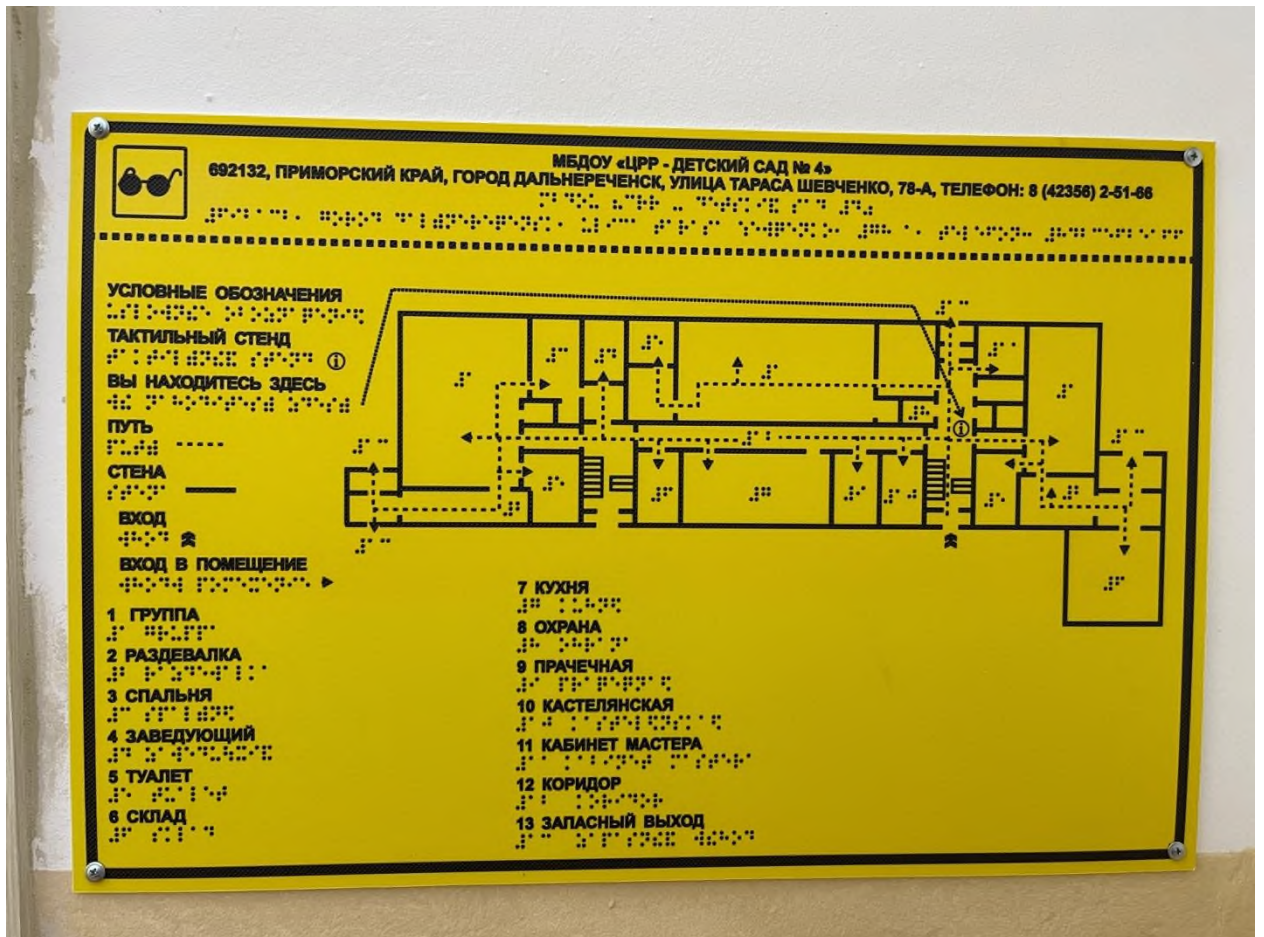 МБДОУ «ЦРР - ДЕТСКИЙ САД № 4»
692132, ПРИМОРСКИЙ КРАЙ, ГОРОД ДАЛЬНЕРЕЧЕНСК, УЛИЦА ТАРАСА ШЕВЧЕНКО, 78-А, ТЕЛЕФОН: 8 (42356) 2-51-66
УСЛОВНЫЕ ОБОЗНАЧЕНИЯ
ТАКТИЛЬНЫЙ СТЕНД
ВЫ НАХОДИТЕСЬ ЗДЕСЬ
ПУТЬ
СТЕНА
ВХОД
ВХОД В ПОМЕЩЕНИЕ
1 ГРУППА
2 РАЗДЕВАЛКА
3 СПАЛЬНЯ
4 ЗАВЕДУЮЩИЙ
5 ТУАЛЕТ
6 СКЛАД
7 КУХНЯ
8 ОХРАНА
9 ПРАЧЕЧНАЯ
10 КАСТЕЛЯНСКАЯ
11 КАБИНЕТ МАСТЕРА
12 КОРИДОР
13 ЗАПАСНЫЙ ВЫХОД